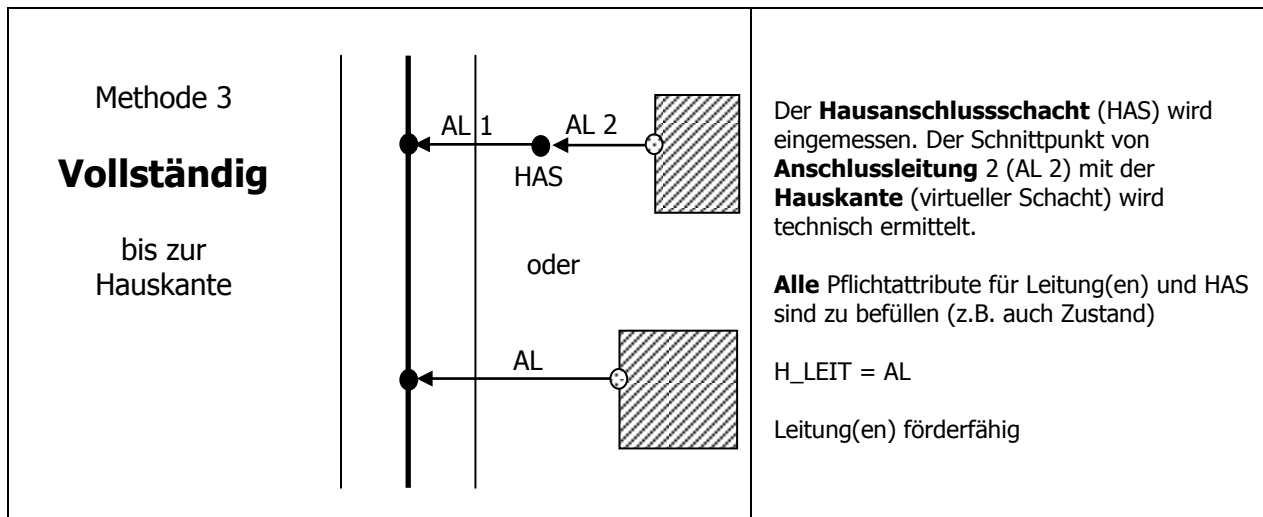 Methode 3
Vollständig
bis zur
Hauskante
AL 1
AL 2
HAS
oder
AL
Der Hausanschlussschacht (HAS) wird
eingemessen. Der Schnittpunkt von
Anschlussleitung 2 (AL 2) mit der
Hauskante (virtueller Schacht) wird
technisch ermittelt.
Alle Pflichtattribute für Leitung(en) und HAS
sind zu befüllen (z.B. auch Zustand)
H_LEIT = AL
Leitung(en) förderfähig